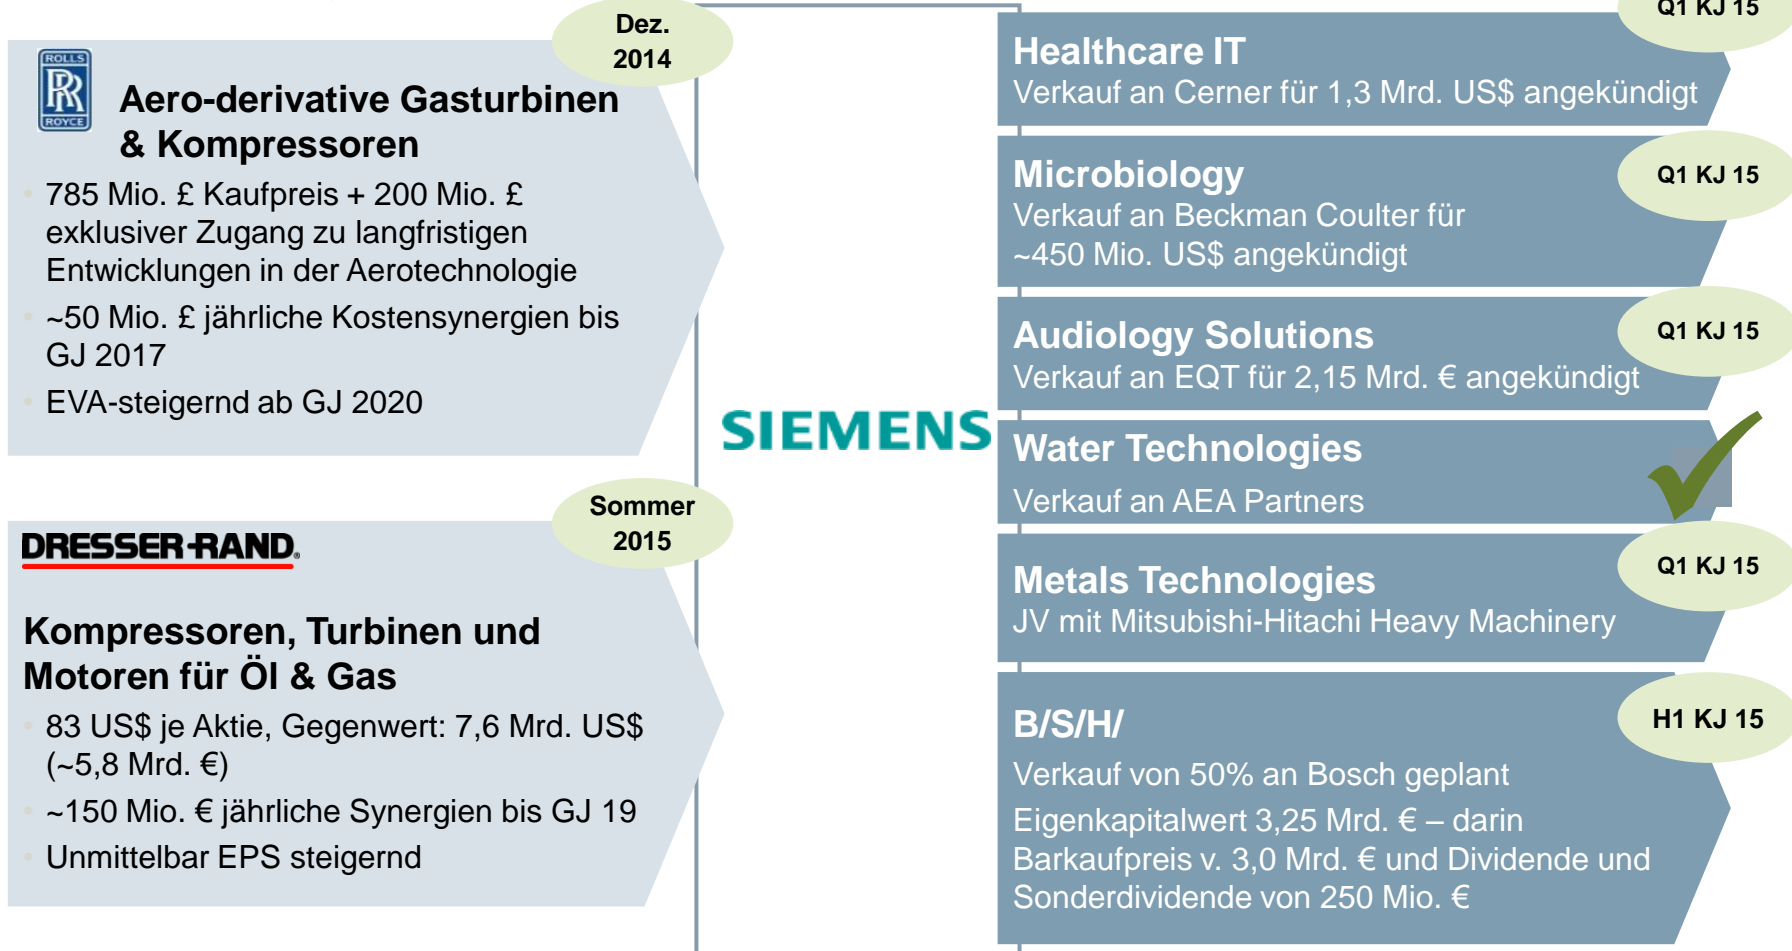 Dez.
2014
ROLLS
RR
ROYCE
Aero-derivative Gasturbinen
& Kompressoren
785 Mio. £ Kaufpreis + 200 Mio. £
exklusiver Zugang zu langfristigen
Entwicklungen in der Aerotechnologie
~50 Mio. £ jährliche Kostensynergien bis
GJ 2017
EVA-steigernd ab GJ 2020
Sommer
2015
DRESSER-RAND®
Kompressoren, Turbinen und
Motoren für Öl & Gas
83 US$ je Aktie, Gegenwert: 7,6 Mrd. US$
(~5,8 Mrd. €)
~150 Mio. € jährliche Synergien bis GJ 19
Unmittelbar EPS steigernd
SIEMENS
Q1 KJ 15
Healthcare IT
Verkauf an Cerner für 1,3 Mrd. US$ angekündigt
Q1 KJ 15
Microbiology
Verkauf an Beckman Coulter für
~450 Mio. US$ angekündigt
Q1 KJ 15
Audiology Solutions
Verkauf an EQT für 2,15 Mrd. € angekündigt
Water Technologies
Verkauf an AEA Partners
Q1 KJ 15
Metals Technologies
JV mit Mitsubishi-Hitachi Heavy Machinery
H1 KJ 15
B/S/H/
Verkauf von 50% an Bosch geplant
Eigenkapitalwert 3,25 Mrd. € – darin
Barkaufpreis v. 3,0 Mrd. € und Dividende und
Sonderdividende von 250 Mio. €